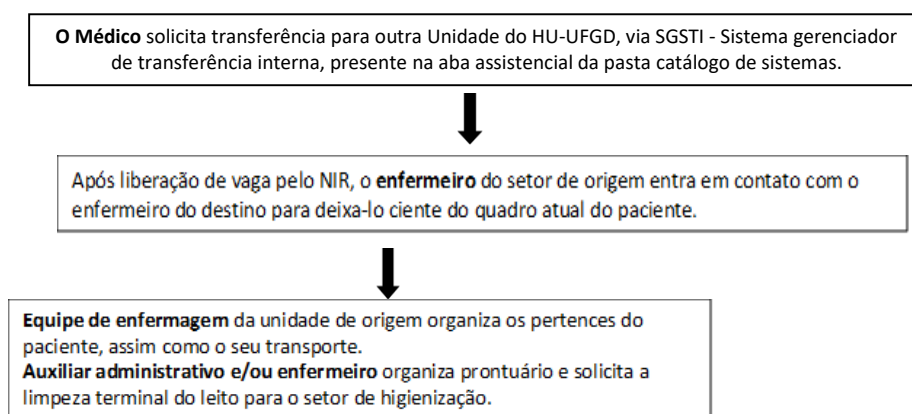 O Médico solicita transferência para outra Unidade do HU-UFGD, via SGSTI - Sistema gerenciador
de transferência interna, presente na aba assistencial da pasta catálogo de sistemas.
Após liberação de vaga pelo NIR, o enfermeiro do setor de origem entra em contato com o
enfermeiro do destino para deixa-lo ciente do quadro atual do paciente.
Equipe de enfermagem da unidade de origem organiza os pertences do
paciente, assim como o seu transporte.
Auxiliar administrativo e/ou enfermeiro organiza prontuário e solicita a
limpeza terminal do leito para o setor de higienização.